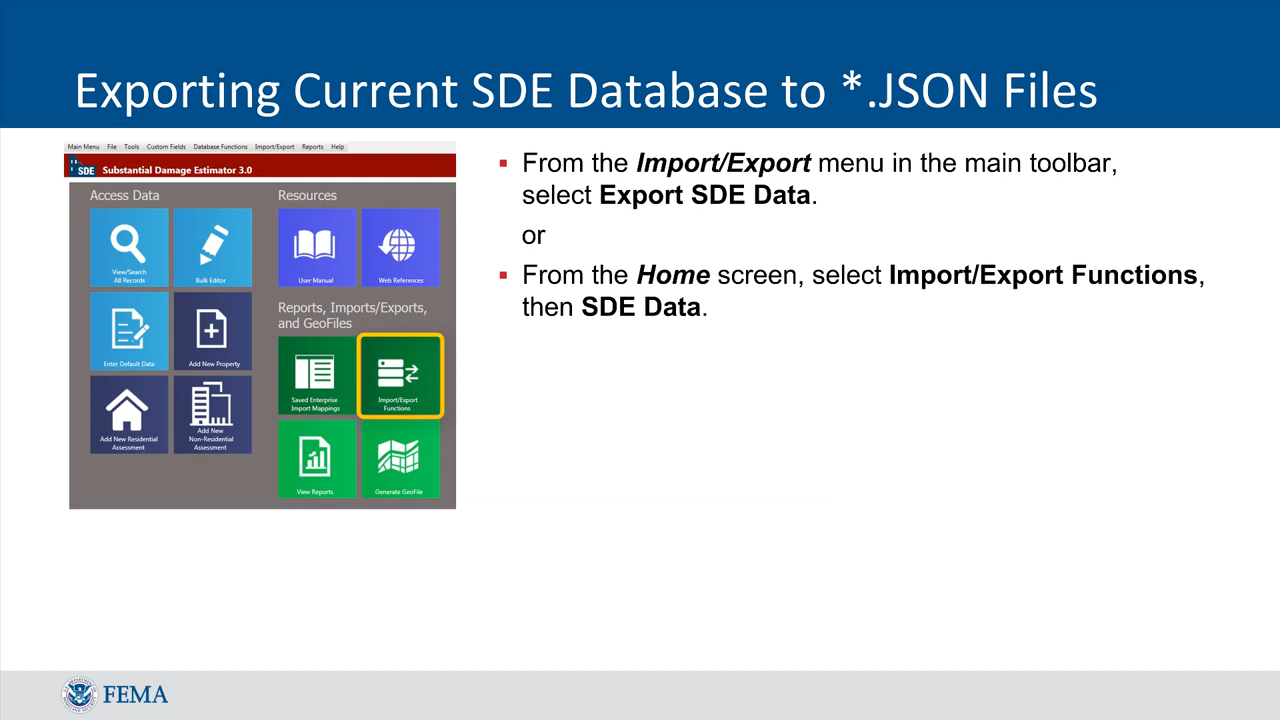 Exporting Current SDE Database to *.JSON Files
Main Menu File Tools Custom Fields Database Functions Import/Export Reports Help
SDE Substantial Damage Estimator 3.0
Access Data
View/Search
All Records
Bulk Editor
Enter Default Data
Add New Property
Add New Residential
Assessment
Add New
Non-Residential
Assessment
Resources
User Manual
Web References
Reports, Imports/Exports,
and GeoFiles
Saved Enterprise
Import Mappings
Import/Export
Functions
View Reports
Generate GeoFile
▪ From the Import/Export menu in the main toolbar,
select Export SDE Data.
or
▪ From the Home screen, select Import/Export Functions,
then SDE Data.
FEMA